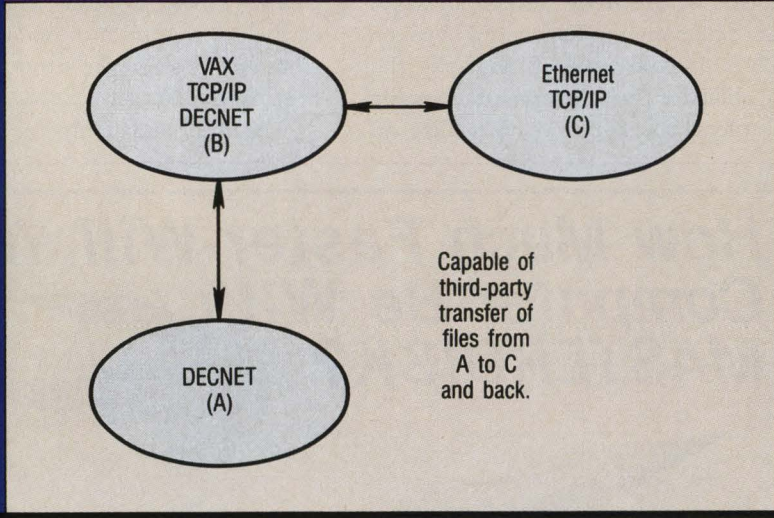 VAX
TCP/IP
DECNET
(B)
Ethernet
TCP/IP
(C)
Capable of
third-party
transfer of
files from
A to C
and back.
DECNET
(A)